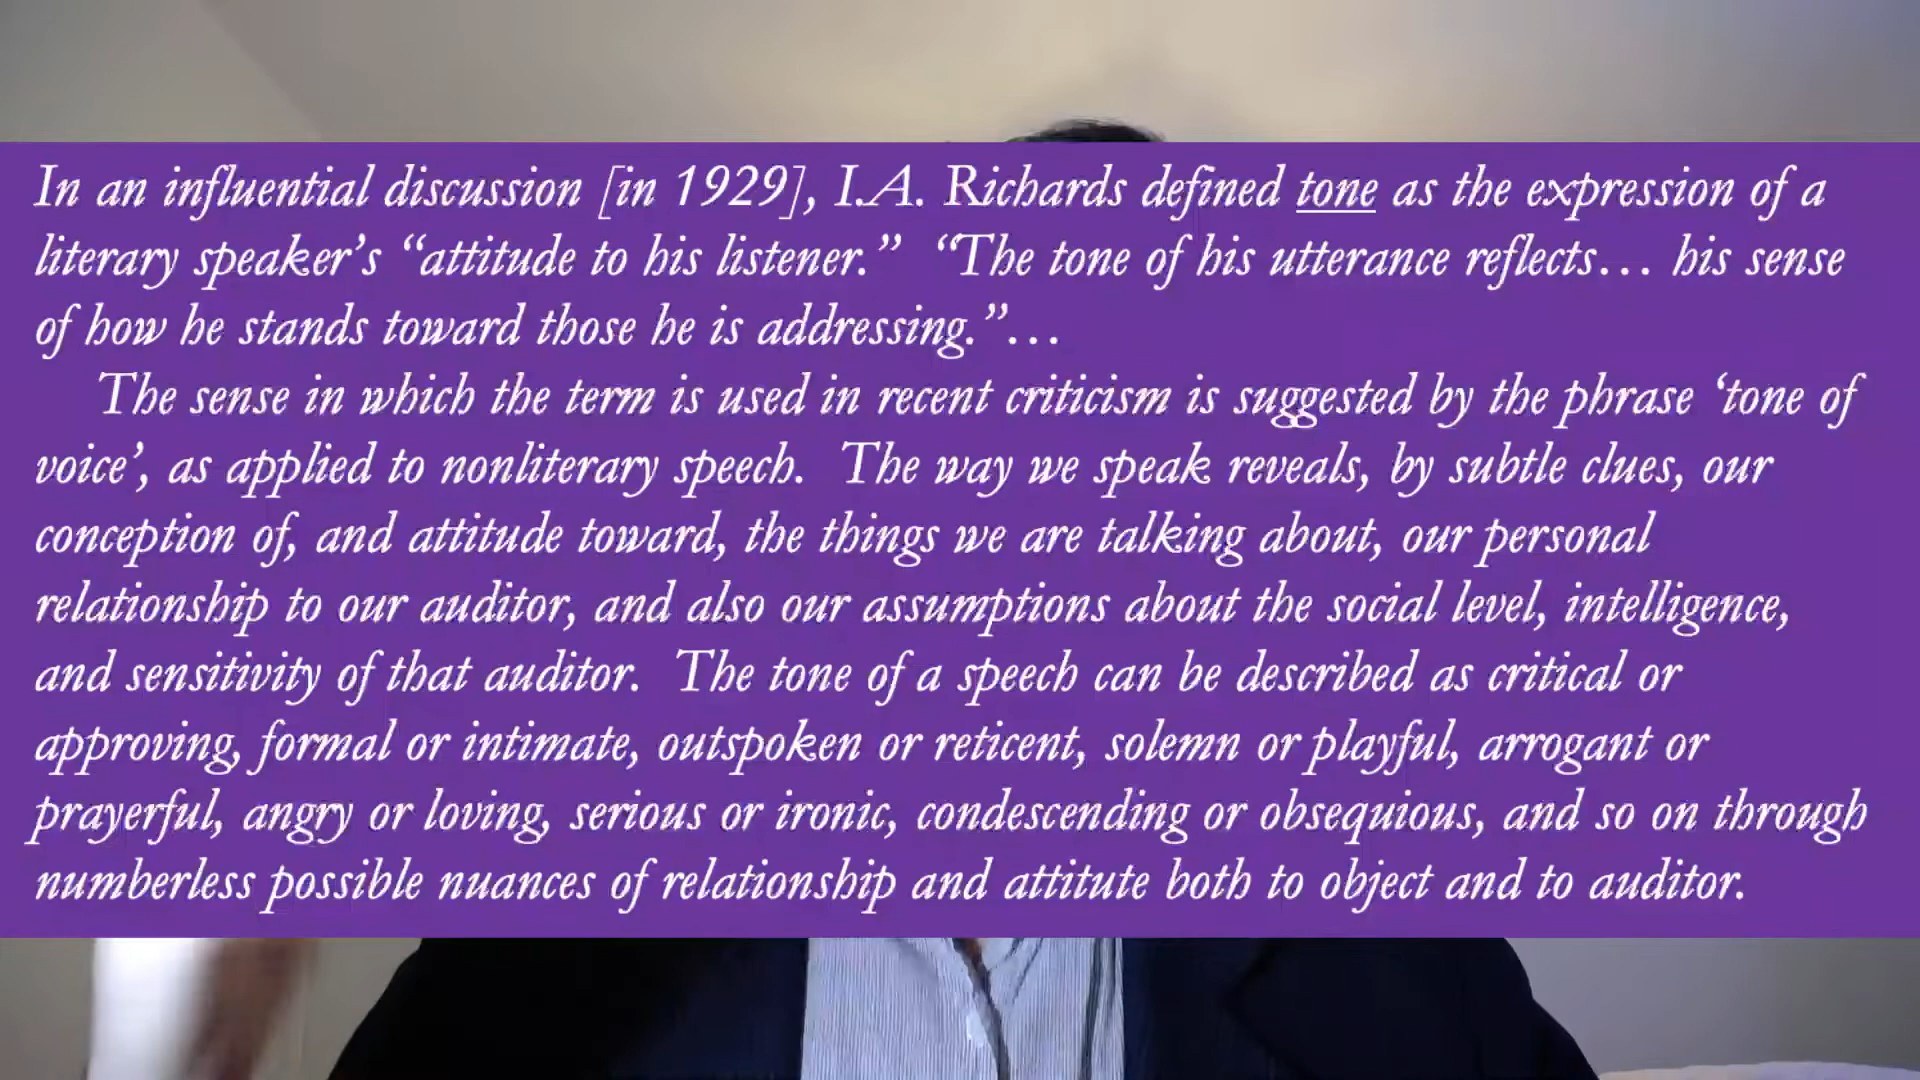 In an influential discussion [in 1929], I.A. Richards defined tone as the expression of a
literary speaker’s “attitude to his listener.”  “The tone of his utterance reflects… his sense
of how he stands toward those he is addressing.”…
The sense in which the term is used in recent criticism is suggested by the phrase ‘tone of
voice’, as applied to nonliterary speech.  The way we speak reveals, by subtle clues, our
conception of, and attitude toward, the things we are talking about, our personal
relationship to our auditor, and also our assumptions about the social level, intelligence,
and sensitivity of that auditor.  The tone of a speech can be described as critical or
approving, formal or intimate, outspoken or reticent, solemn or playful, arrogant or
prayerful, angry or loving, serious or ironic, condescending or obsequious, and so on through
numberless possible nuances of relationship and attitute both to object and to auditor.